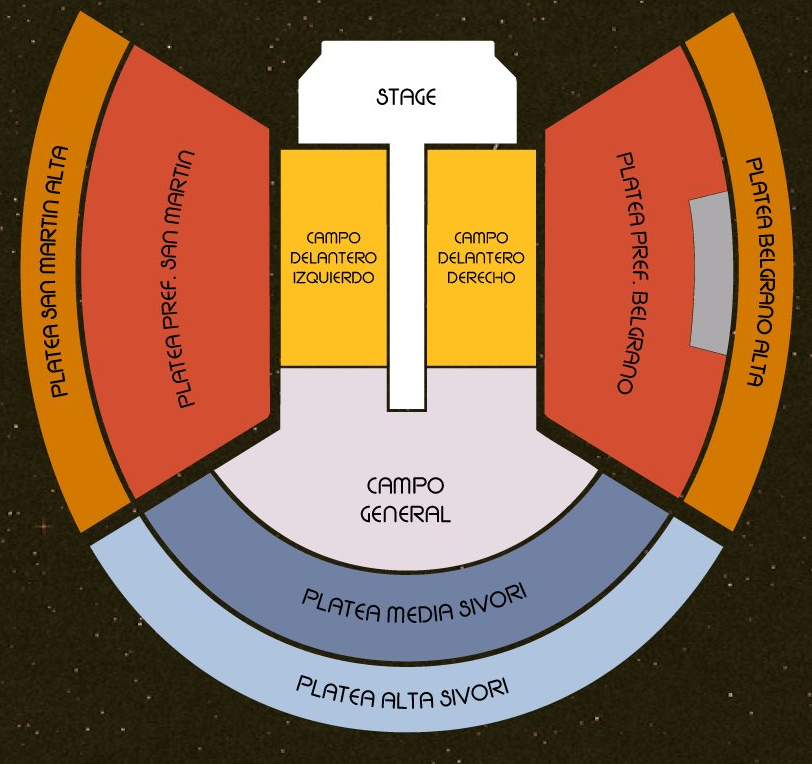 STAGE
PLATEA SAN MARTIN ALTA
PLATEA PREF. SAN MARTIN
CAMPO
DELANTERO
IZQUIERDO
CAMPO
DELANTERO
DERECHO
PLATEA PREF. BELGRANO
PLATEA BELGRANO ALTA
CAMPO
GENERAL
PLATEA MEDIA SIVORI
PLATEA ALTA SIVORI